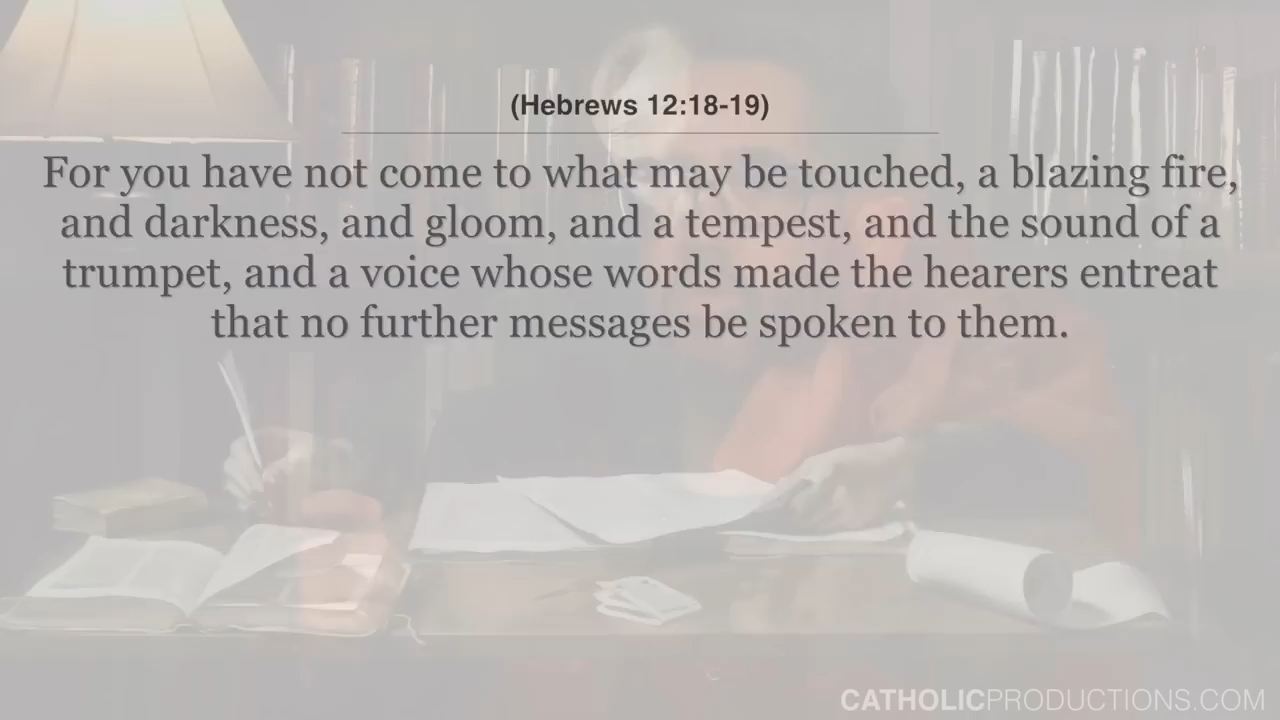 (Hebrews 12:18-19)
For you have not come to what may be touched, a blazing fire,
and darkness, and gloom, and a tempest, and the sound of a
trumpet, and a voice whose words made the hearers entreat
that no further messages be spoken to them.
CATHOLICPRODUCTIONS.COM